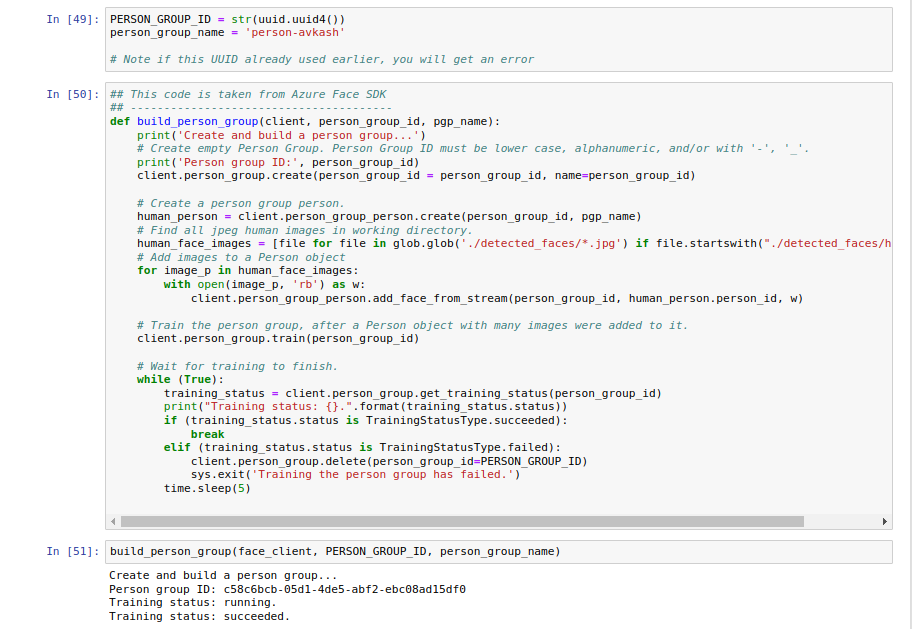 In [49]: PERSON_GROUP_ID = str(uuid.uuid4())
person_group_name = 'person-avkash'
# Note if this UUID already used earlier, you will get an error
In [50]: ## This code is taken from Azure Face SDK
## ---------------------------------------
def build_person_group(client, person_group_id, pgp_name):
    print('Create and build a person group...')
    # Create empty Person Group. Person Group ID must be lower case, alphanumeric, and/or with '-', '_'.
    print('Person group ID:', person_group_id)
    client.person_group.create(person_group_id = person_group_id, name=person_group_id)
    # Create a person group person.
    human_person = client.person_group_person.create(person_group_id, pgp_name)
    # Find all jpeg human images in working directory.
    human_face_images = [file for file in glob.glob('./detected_faces/*.jpg') if file.startswith("./detected_faces/h
    # Add images to a Person object
    for image_p in human_face_images:
        with open(image_p, 'rb') as w:
            client.person_group_person.add_face_from_stream(person_group_id, human_person.person_id, w)
    # Train the person group, after a Person object with many images were added to it.
    client.person_group.train(person_group_id)
    # Wait for training to finish.
    while (True):
        training_status = client.person_group.get_training_status(person_group_id)
        print("Training status: {}.".format(training_status.status))
        if (training_status.status is TrainingStatusType.succeeded):
            break
        elif (training_status.status is TrainingStatusType.failed):
            client.person_group.delete(person_group_id=PERSON_GROUP_ID)
            sys.exit('Training the person group has failed.')
        time.sleep(5)
In [51]: build_person_group(face_client, PERSON_GROUP_ID, person_group_name)
Create and build a person group...
Person group ID: c58c6bcb-05d1-4de5-abf2-ebc08ad15df0
Training status: running.
Training status: succeeded.